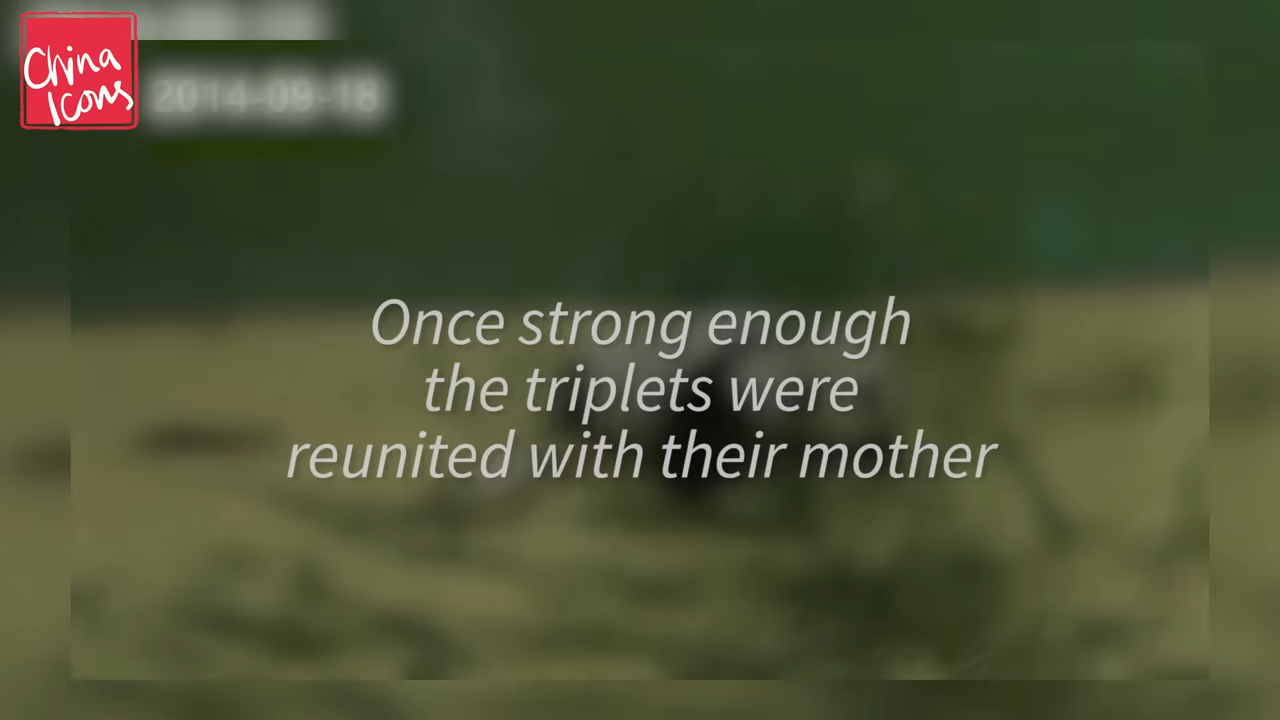 China
Icons
2014-09-18
Once strong enough
the triplets were
reunited with their mother